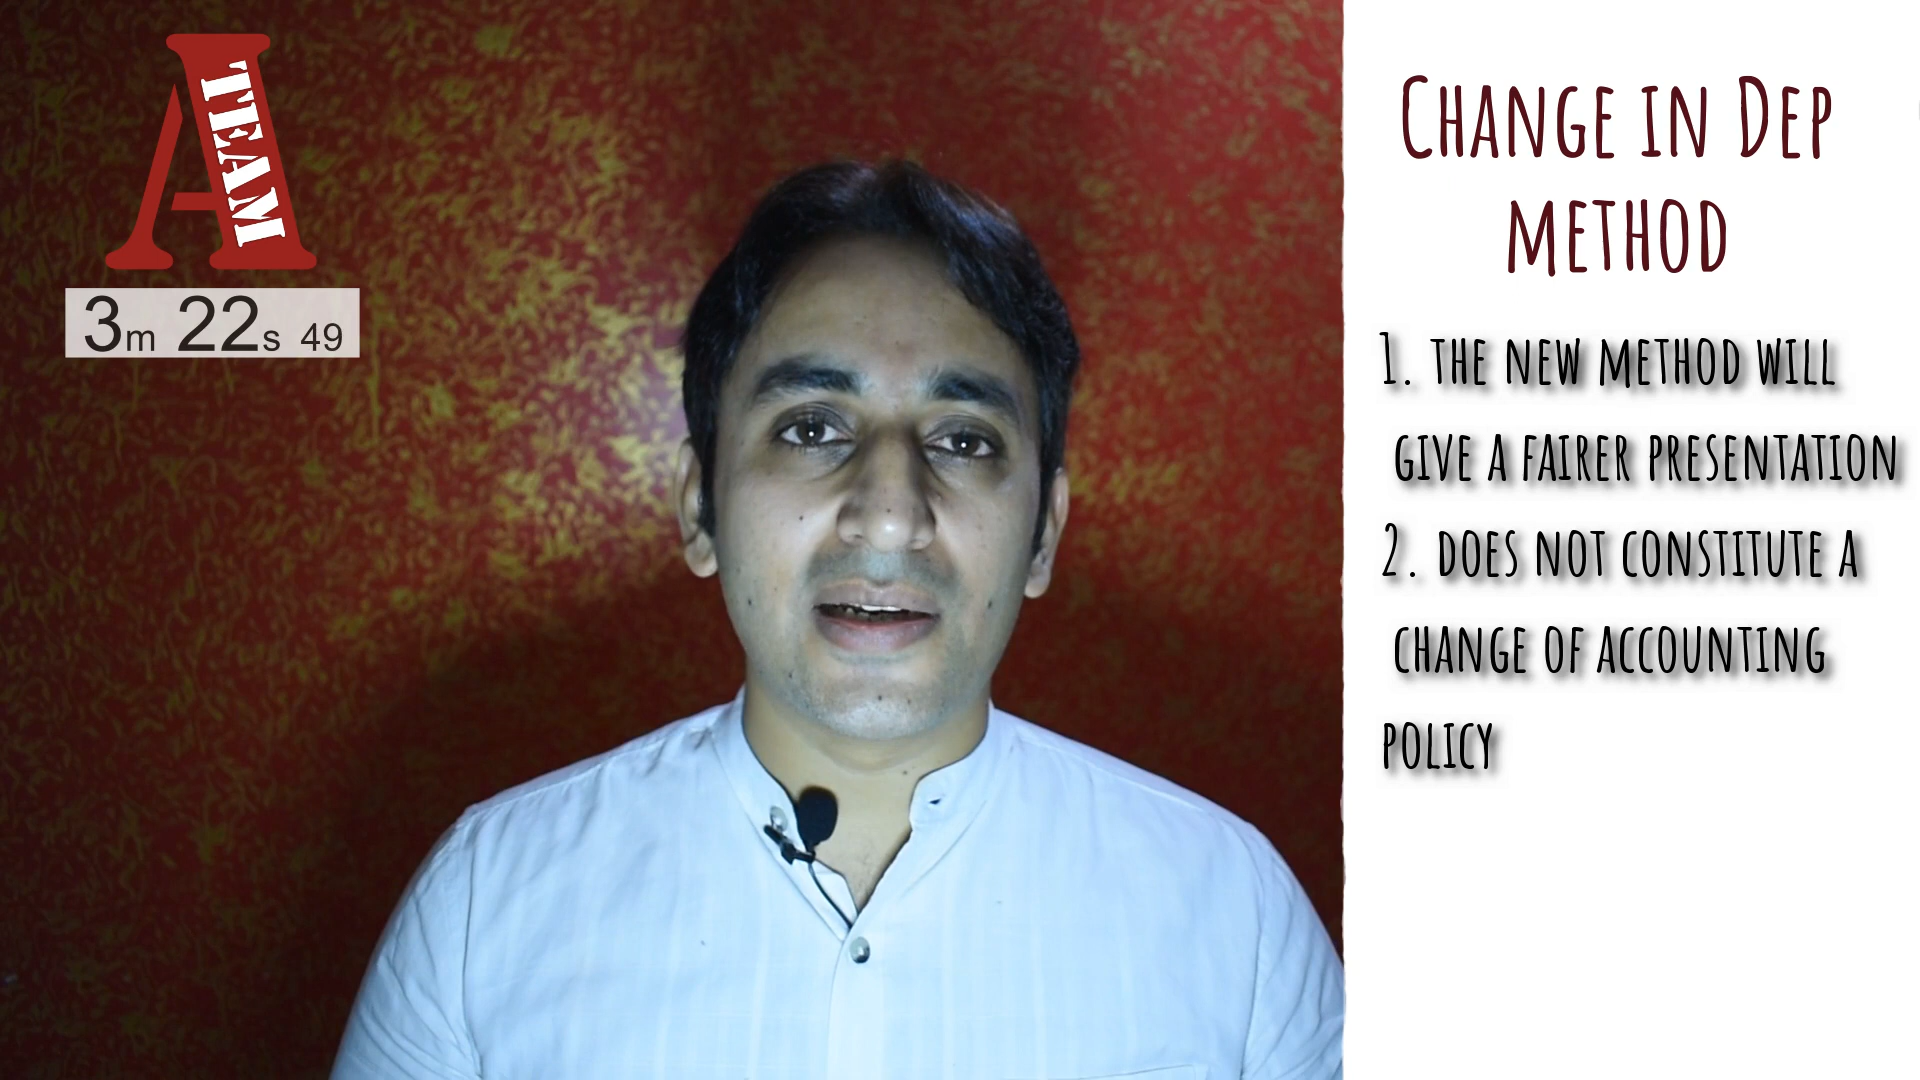 A
TEAM
3m 22s 49
CHANGE IN DEP
METHOD
1. THE NEW METHOD WILL
GIVE A FAIRER PRESENTATION
2. DOES NOT CONSTITUTE A
CHANGE OF ACCOUNTING
POLICY